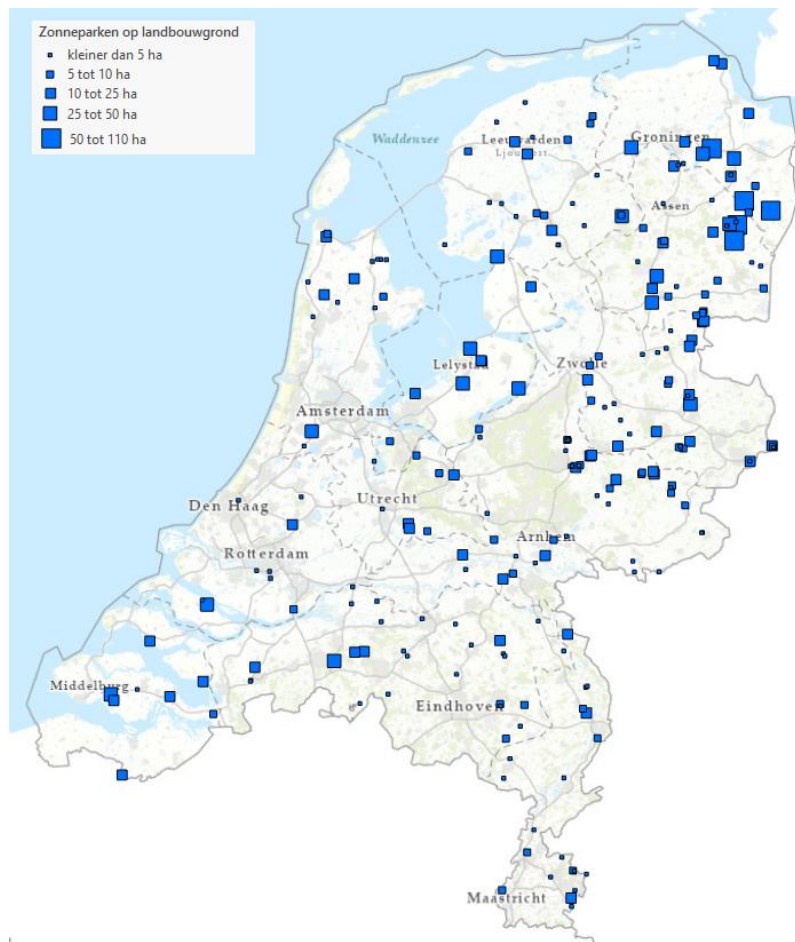 Zonneparken op landbouwgrond
kleiner dan 5 ha
5 tot 10 ha
10 tot 25 ha
25 tot 50 ha
50 tot 110 ha
Waddenzee
Leeuwarden
Groningen
Assen
Zwolle
Amsterdam
Den Haag
Utrecht
Rotterdam
Arnhem
Middelburg
Eindhoven
Maastricht